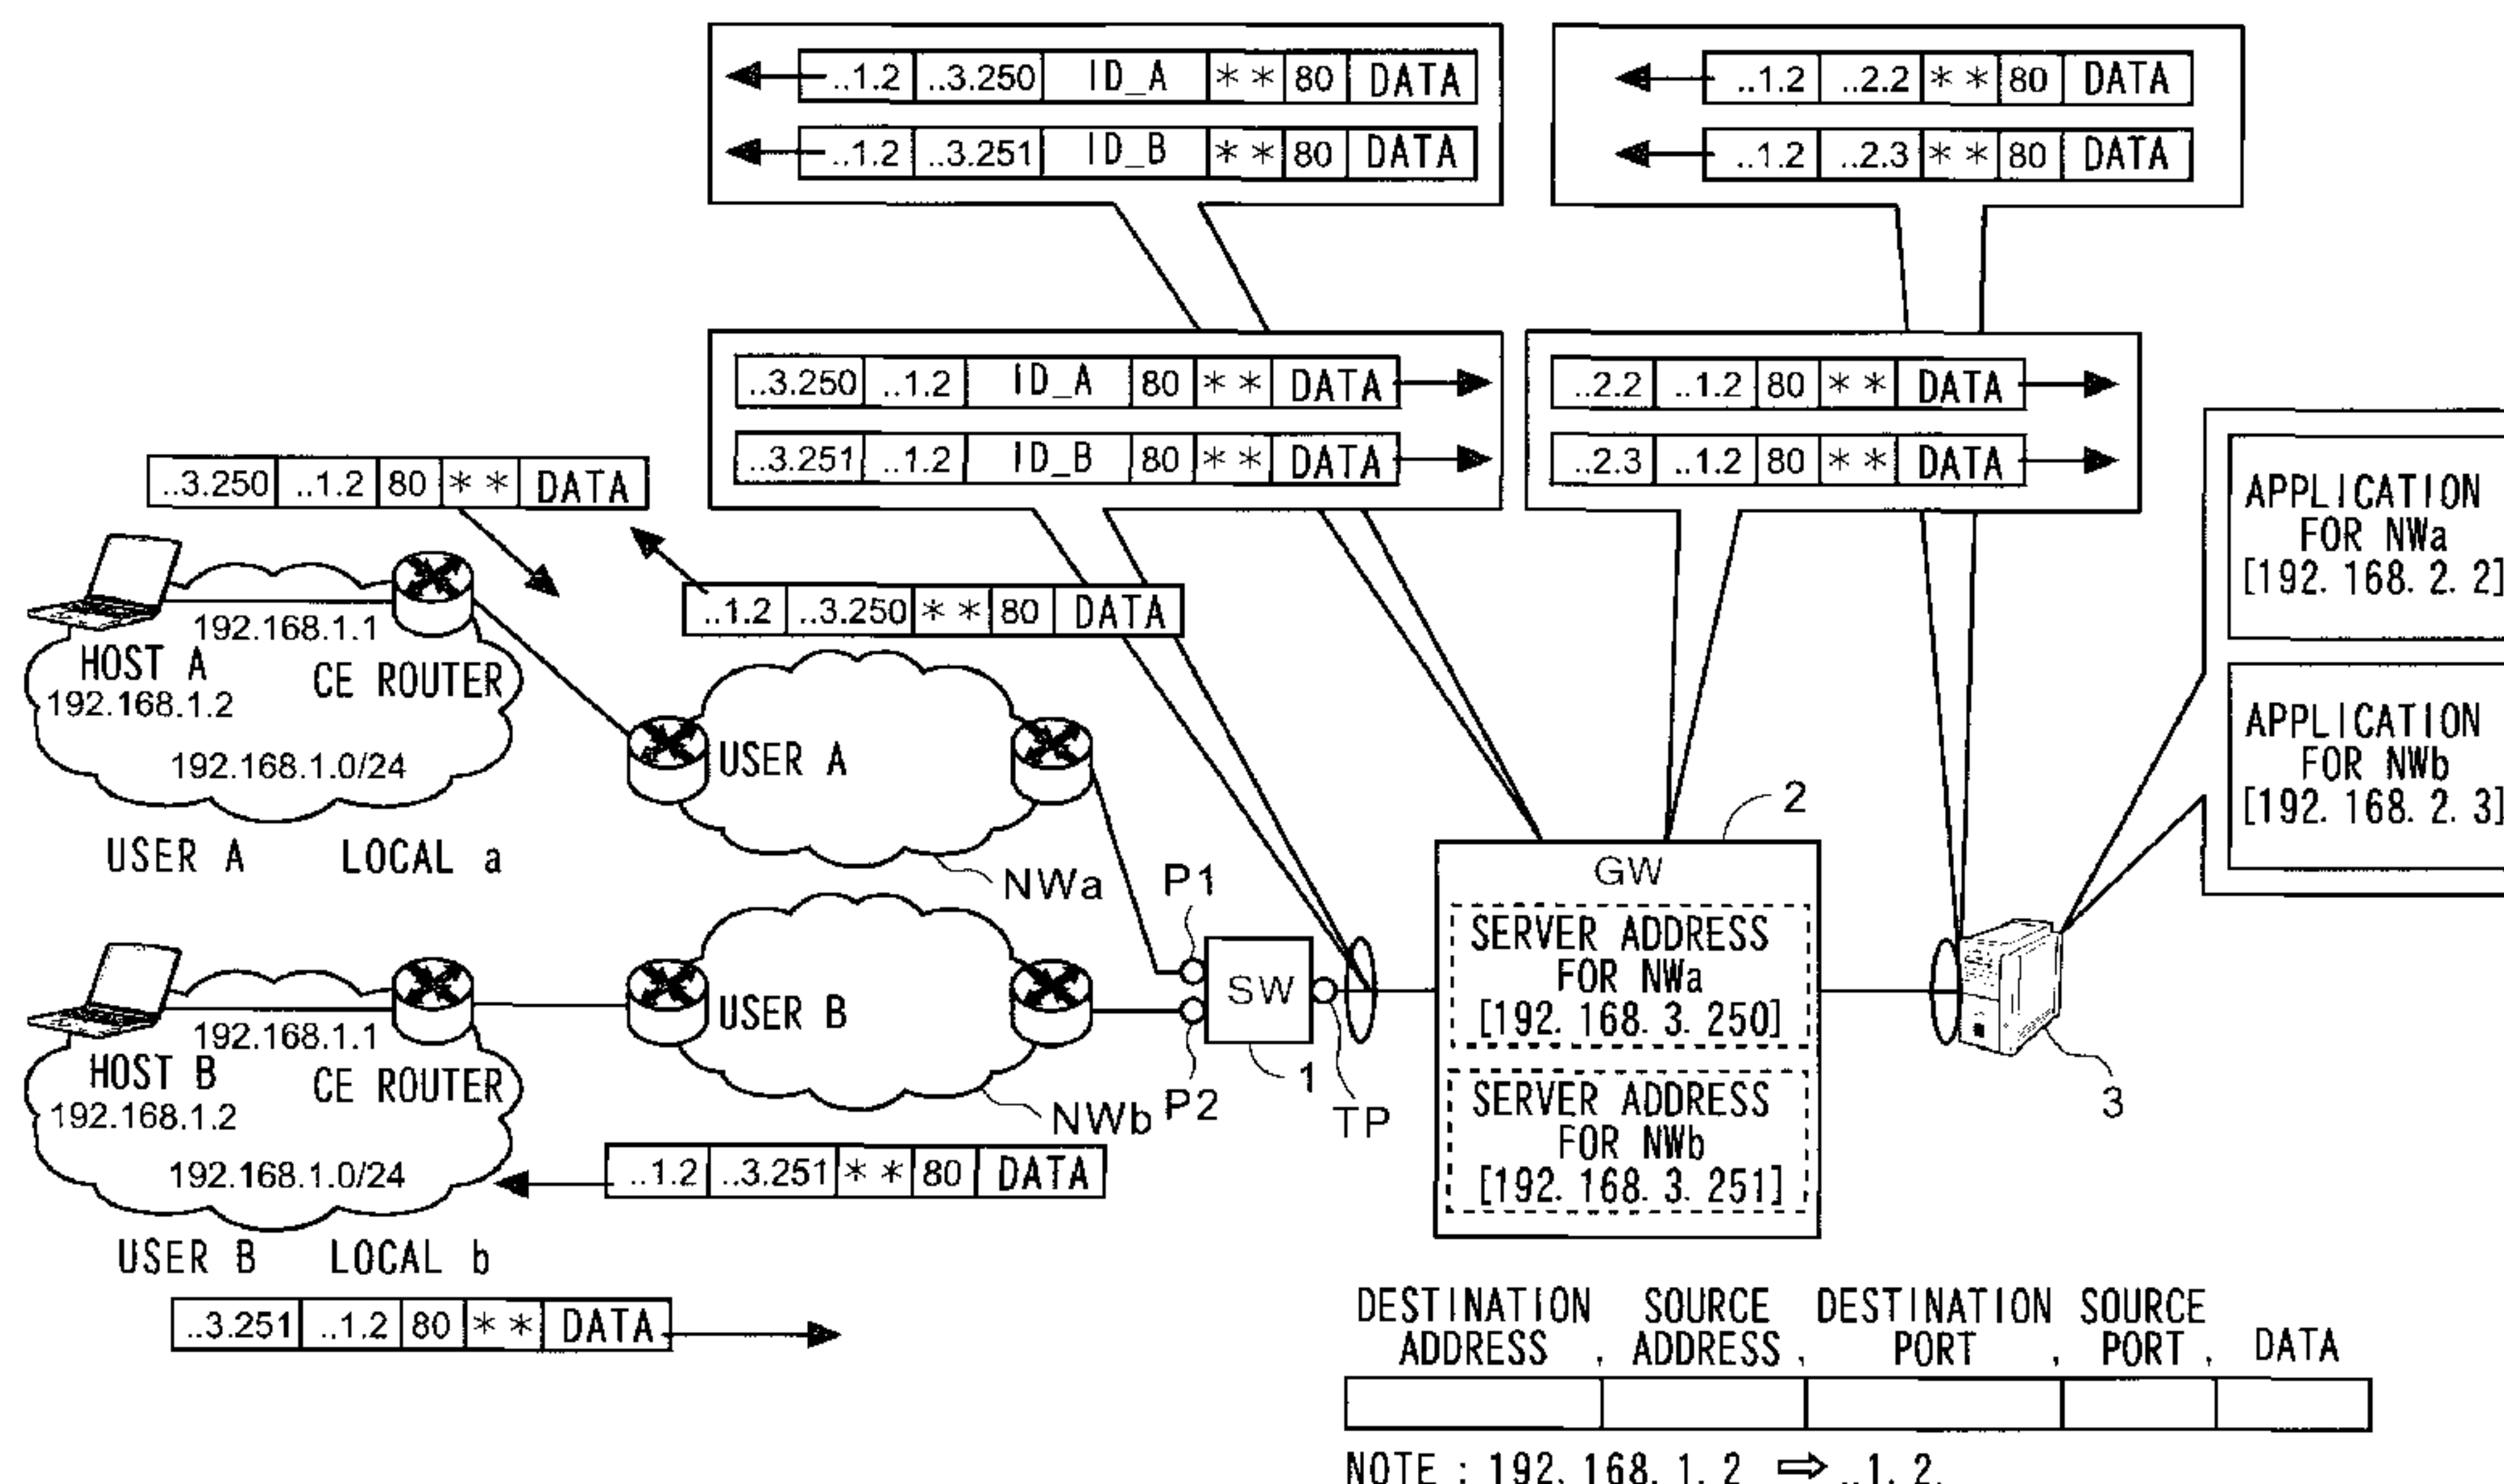 ..1.2 ..3.250 ID_A ** 80 DATA
..1.2 ..3.251 ID_B ** 80 DATA
..1.2 ..2.2 ** 80 DATA
..1.2 ..2.3 ** 80 DATA
..3.250 ..1.2 ID_A 80 ** DATA
..3.251 ..1.2 ID_B 80 ** DATA
..2.2 ..1.2 80 ** DATA
..2.3 ..1.2 80 ** DATA
..3.250 ..1.2 80 ** DATA
..1.2 ..3.250 ** 80 DATA
APPLICATION
FOR NWa
[192.168.2.2]
APPLICATION
FOR NWb
[192.168.2.3]
192.168.1.1
HOST A
CE ROUTER
192.168.1.2
192.168.1.0/24
USER A LOCAL a
USER A
NWa
P1
2
GW
SERVER ADDRESS
FOR NWa
[192.168.3.250]
SERVER ADDRESS
FOR NWb
[192.168.3.251]
192.168.1.1
HOST B
CE ROUTER
192.168.1.2
192.168.1.0/24
USER B LOCAL b
USER B
NWb
P2
SW
1
TP
3
..1.2 ..3.251 ** 80 DATA
..3.251 ..1.2 80 ** DATA
DESTINATION SOURCE DESTINATION SOURCE
ADDRESS , ADDRESS , PORT , PORT , DATA
NOTE : 192.168.1.2 ⇒ ..1.2.